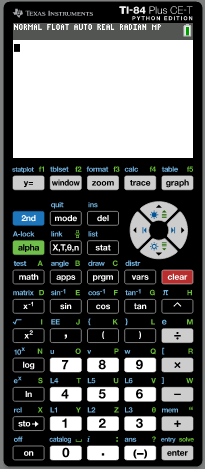 TEXAS INSTRUMENTS TI-84 Plus CE-T
PYTHON EDITION
NORMAL FLOAT AUTO REAL RADIAN MP
statplot f1 tblset f2 format f3 calc f4 table f5
y= window zoom trace graph
quit ins
2nd mode del
A-lock link list
alpha X,T,θ,n stat
test A angle B draw C distr
math apps prgm vars clear
matrix D sin⁻¹ E cos⁻¹ F tan⁻¹ G π H
x⁻¹ sin cos tan ^
√ I EE J { K } L e M
x² , ( ) ÷
10ˣ N u O v P w Q [ R
log 7 8 9 ×
eˣ S L4 T L5 U L6 V ] W
ln 4 5 6 −
rcl X L1 Y L2 Z L3 θ mem "
sto→ 1 2 3 +
off catalog i : ans ? entry solve
on 0 . (−) enter